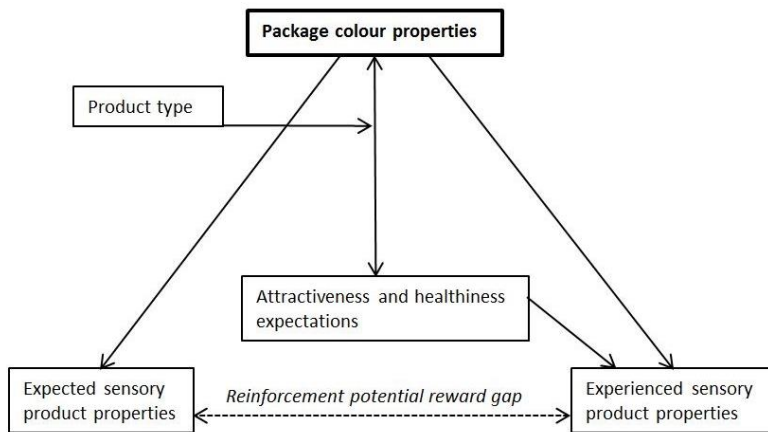 Package colour properties
Product type
Attractiveness and healthiness
expectations
Expected sensory
product properties
Reinforcement potential reward gap
Experienced sensory
product properties